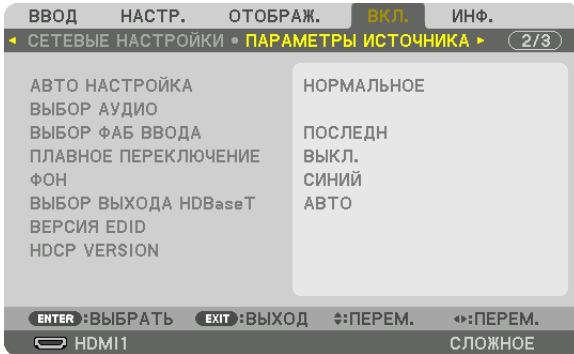 ВВОД НАСТР. ОТОБРАЖ. ВКЛ. ИНФ.
СЕТЕВЫЕ НАСТРОЙКИ • ПАРАМЕТРЫ ИСТОЧНИКА 2/3
АВТО НАСТРОЙКА НОРМАЛЬНОЕ
ВЫБОР АУДИО
ВЫБОР ФАБ ВВОДА ПОСЛЕДН
ПЛАВНОЕ ПЕРЕКЛЮЧЕНИЕ ВЫКЛ.
ФОН СИНИЙ
ВЫБОР ВЫХОДА HDBaseT АВТО
ВЕРСИЯ EDID
HDCP VERSION
ENTER :ВЫБРАТЬ EXIT :ВЫХОД :ПЕРЕМ. :ПЕРЕМ.
HDMI1 СЛОЖНОЕ